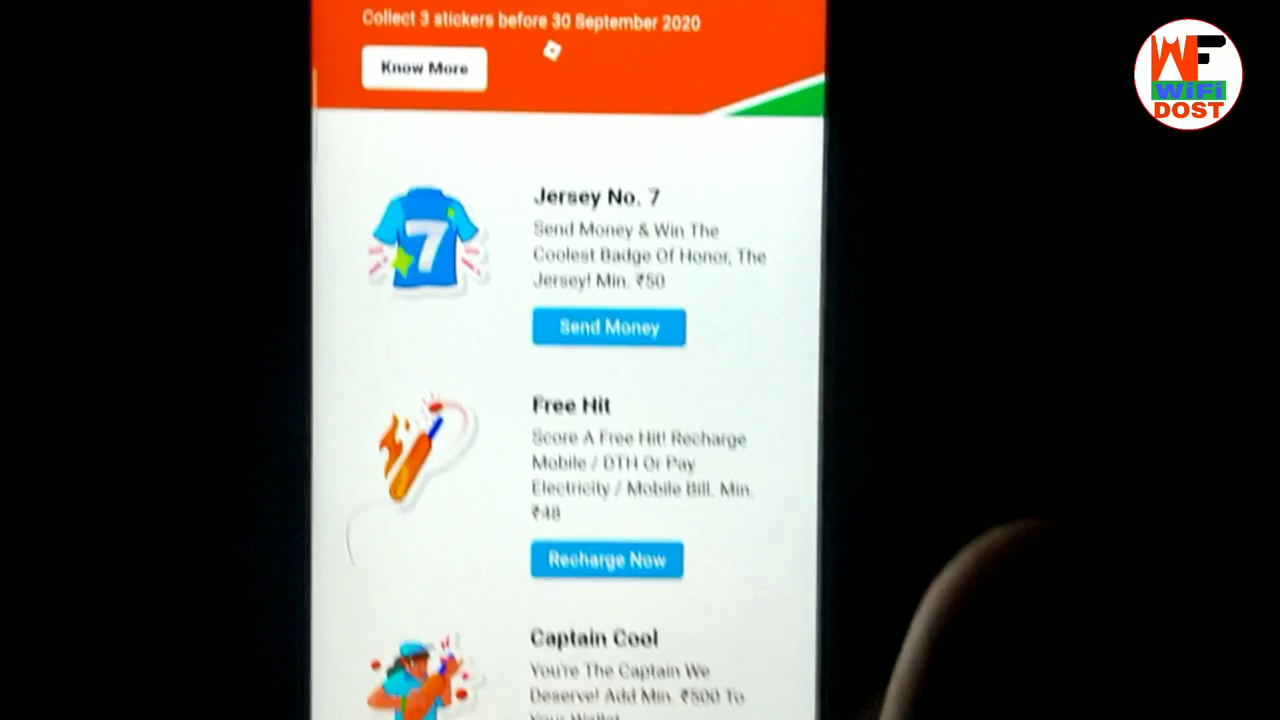 Collect 3 stickers before 30 September 2020
Know More
WF
WiFi
DOST
Jersey No. 7
7
Send Money & Win The
Coolest Badge Of Honor, The
Jersey! Min. ₹50
Send Money
Free Hit
Score A Free Hit! Recharge
Mobile / DTH Or Pay
Electricity / Mobile Bill. Min.
₹48
Recharge Now
Captain Cool
You're The Captain We
Deserve! Add Min. ₹500 To
Your Wallet